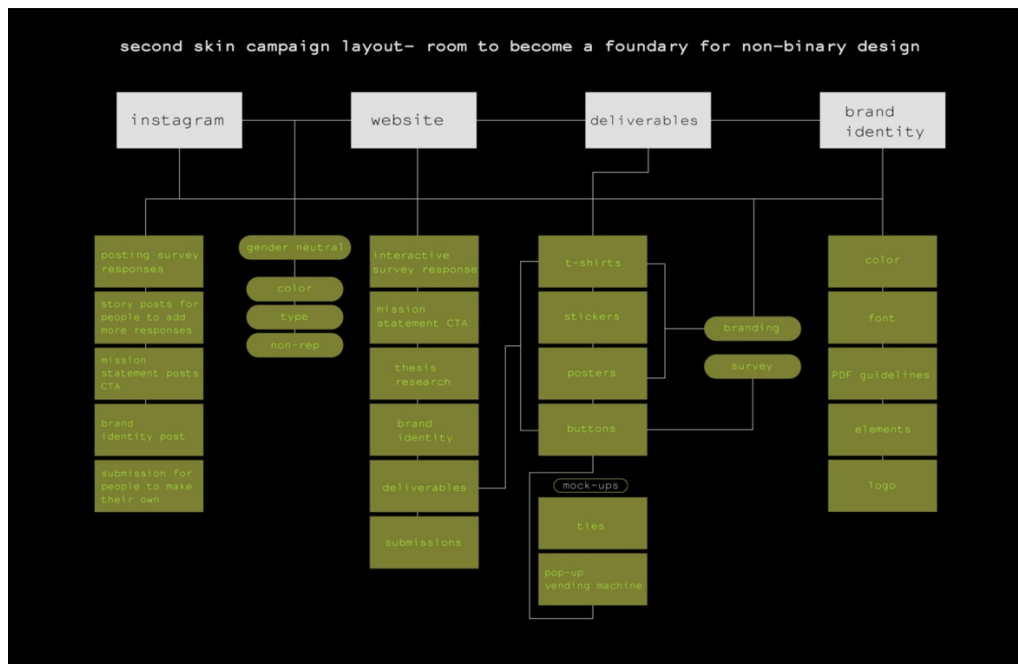 second skin campaign layout- room to become a foundary for non-binary design
instagram
website
deliverables
brand
identity
posting survey
responses
story posts for
people to add
more responses
mission
statement posts
CTA
brand
identity post
submission for
people to make
their own
gender neutral
color
type
non-rep
interactive
survey response
mission
statement CTA
thesis
research
brand
identity
deliverables
submissions
t-shirts
stickers
posters
buttons
mock-ups
ties
pop-up
vending machine
branding
survey
color
font
PDF guidelines
elements
logo